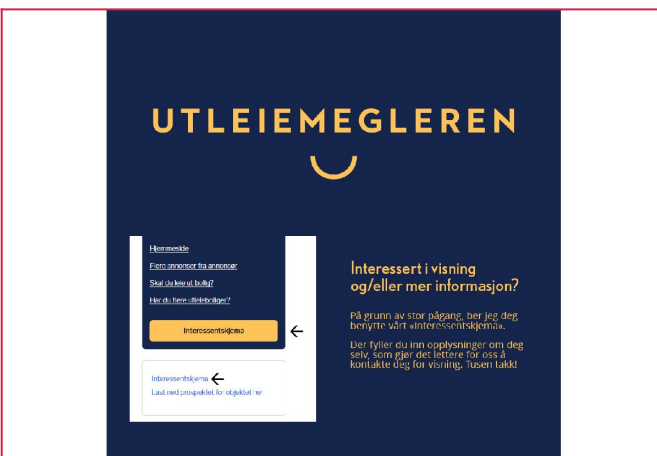 UTLEIEMEGLEREN
Hjemmeside
Flere annonser fra annonsør
Skal du leie ut bolig?
Har du flere utleieboliger?
Interessentskjema
Interessentskjema
Last ned prospektet for objektet her
Interessert i visning
og/eller mer informasjon?
På grunn av stor pågang, ber jeg deg
benytte vårt «Interessentskjema».
Der fyller du inn opplysninger om deg
selv, som gjør det lettere for oss å
kontakte deg for visning. Tusen takk!